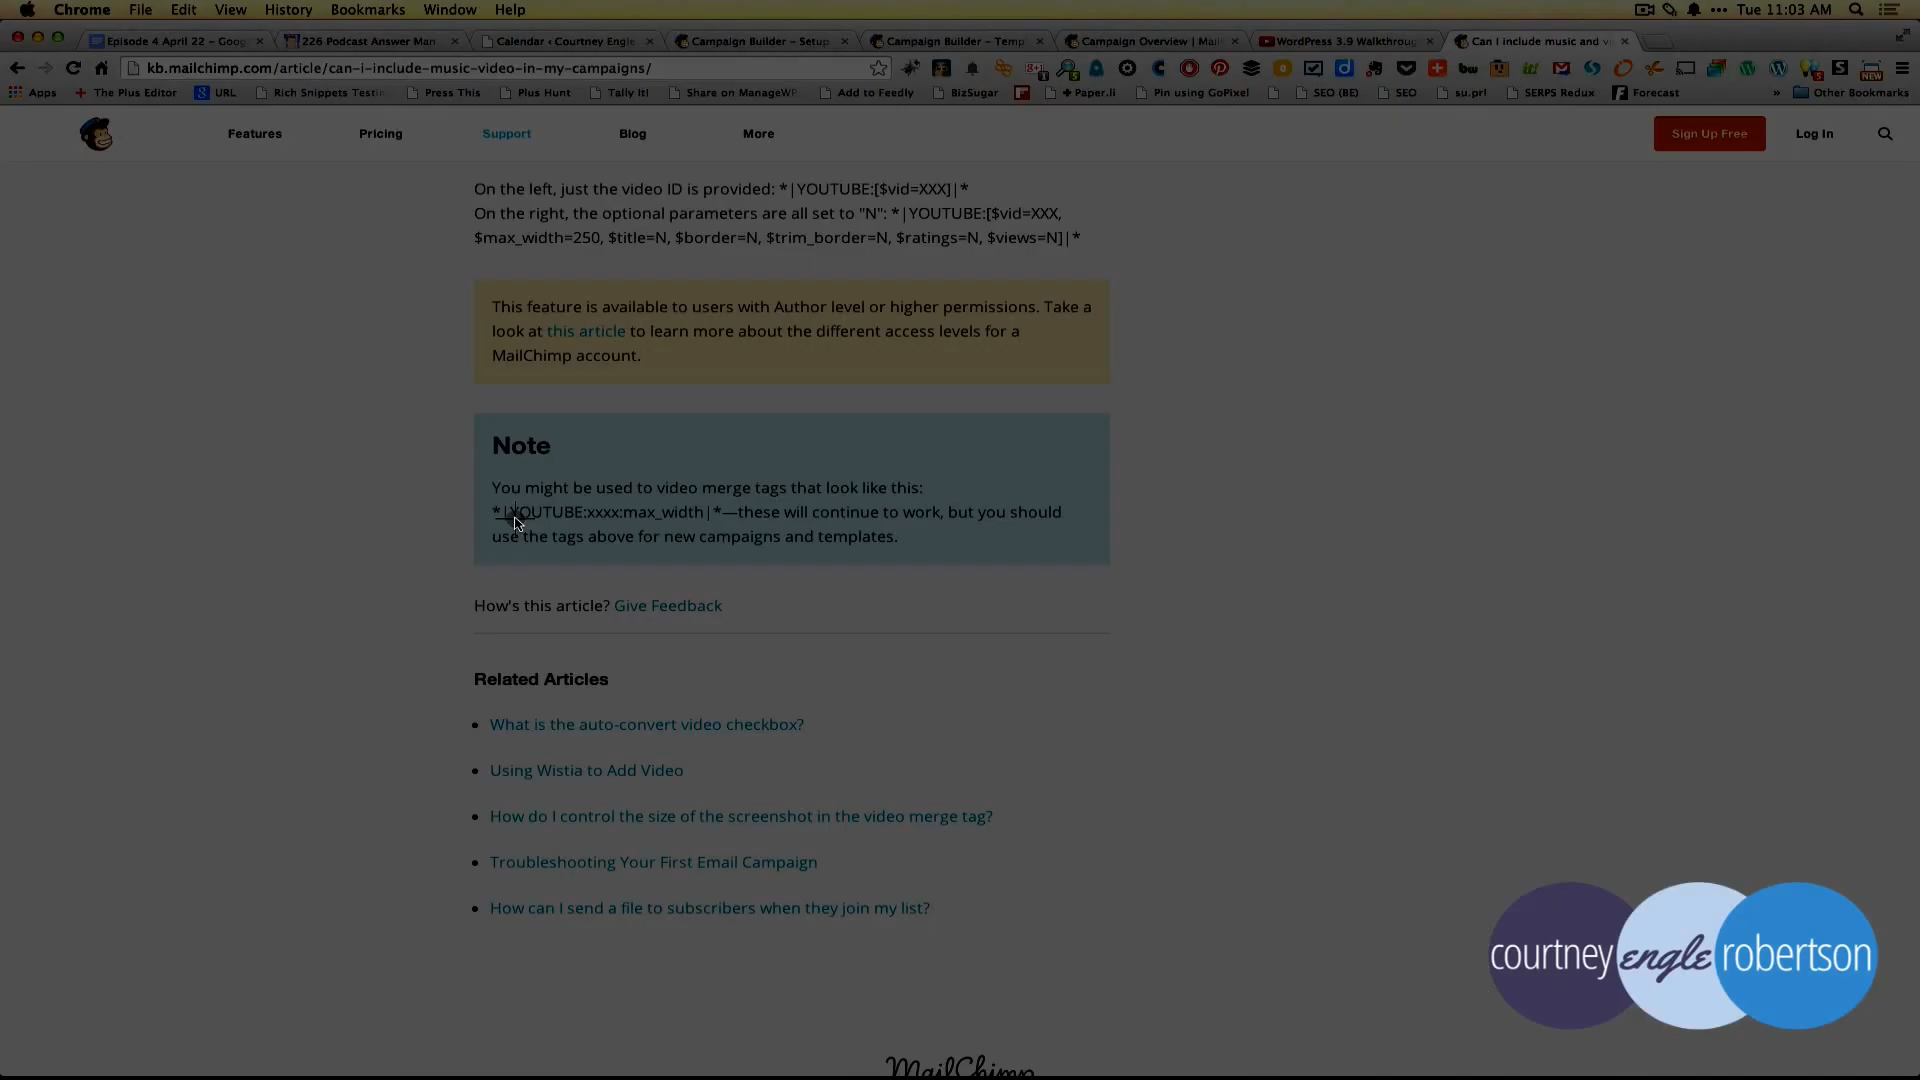 Chrome File Edit View History Bookmarks Window Help Tue 11:03 AM
Episode 4 April 22 – Goog 226 Podcast Answer Man Calendar ‹ Courtney Engle Campaign Builder – Setup Campaign Builder – Temp Campaign Overview | Mail WordPress 3.9 Walkthroug Can I include music and v
kb.mailchimp.com/article/can-i-include-music-video-in-my-campaigns/
Apps The Plus Editor URL Rich Snippets Testin Press This Plus Hunt Tally It! Share on ManageWP Add to Feedly BizSugar + Paper.li Pin using GoPixel SEO (BE) SEO su.pr! SERPS Redux Forecast » Other Bookmarks
Features Pricing Support Blog More Sign Up Free Log In
On the left, just the video ID is provided: *|YOUTUBE:[$vid=XXX]|*
On the right, the optional parameters are all set to "N": *|YOUTUBE:[$vid=XXX,
$max_width=250, $title=N, $border=N, $trim_border=N, $ratings=N, $views=N]|*
This feature is available to users with Author level or higher permissions. Take a
look at this article to learn more about the different access levels for a
MailChimp account.
Note
You might be used to video merge tags that look like this:
*|YOUTUBE:xxxx:max_width|*—these will continue to work, but you should
use the tags above for new campaigns and templates.
How's this article? Give Feedback
Related Articles
What is the auto-convert video checkbox?
Using Wistia to Add Video
How do I control the size of the screenshot in the video merge tag?
Troubleshooting Your First Email Campaign
How can I send a file to subscribers when they join my list?
courtney engle robertson
MailChimp